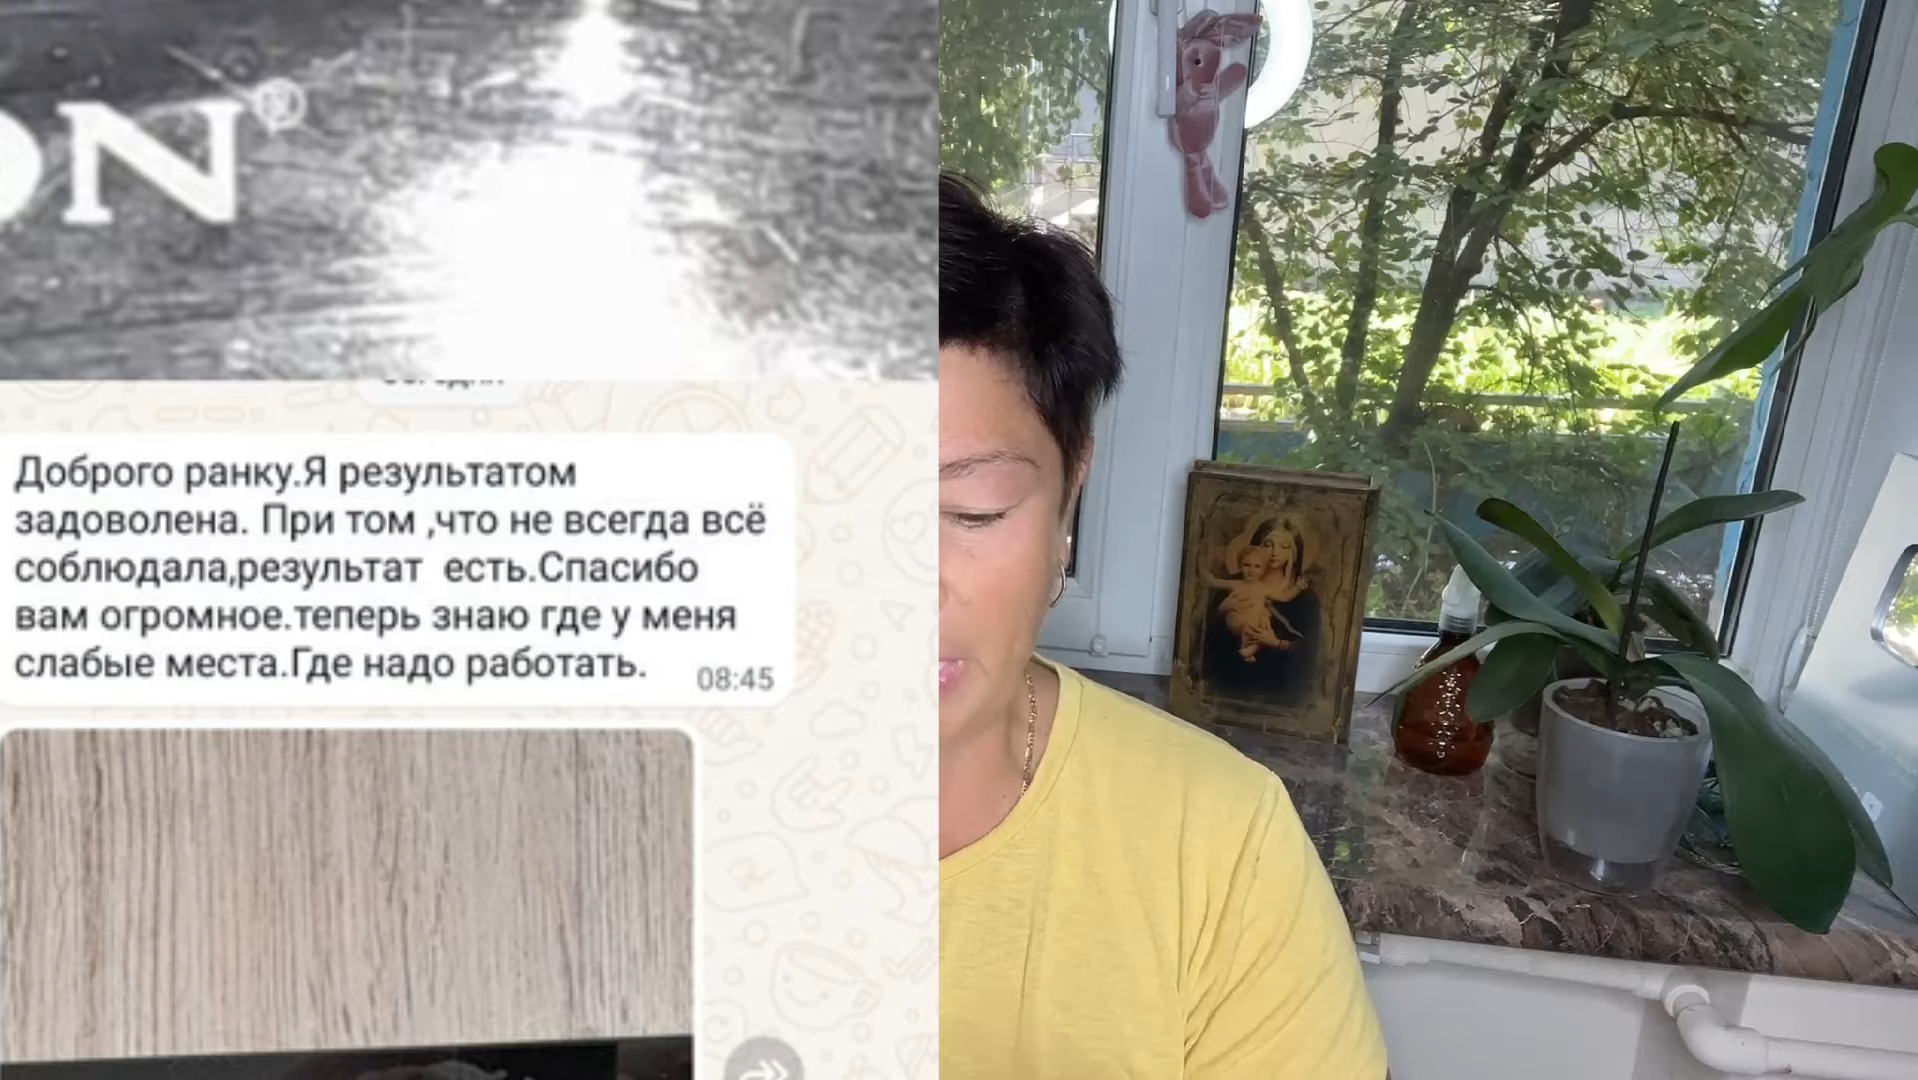 ON®
Доброго ранку.Я результатом
задоволена. При том ,что не всегда всё
соблюдала,результат есть.Спасибо
вам огромное.теперь знаю где у меня
слабые места.Где надо работать.
08:45